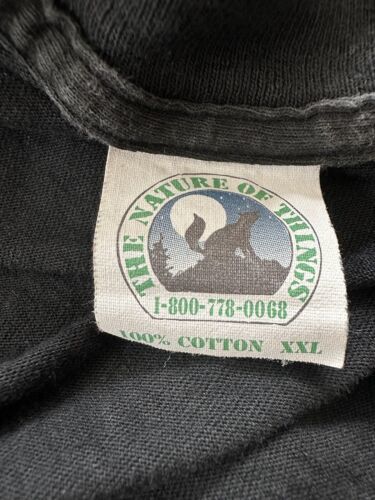 THE NATURE OF THINGS
1-800-778-0068
100% COTTON XXL